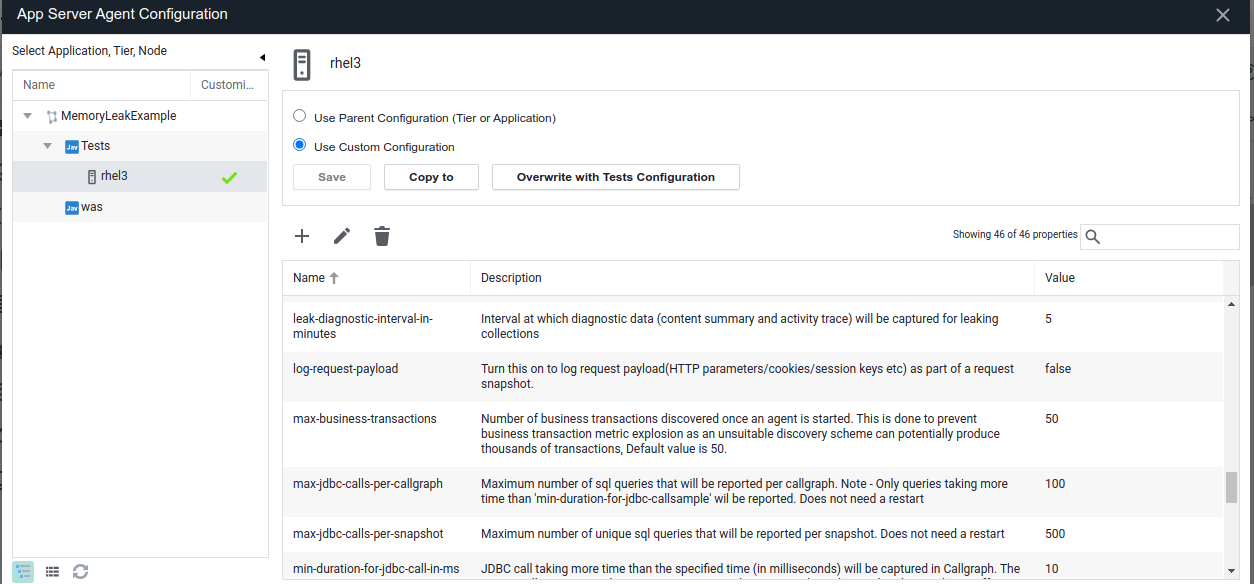 App Server Agent Configuration
Select Application, Tier, Node
Name Customi...
MemoryLeakExample
Jav Tests
rhel3
Jav was
rhel3
Use Parent Configuration (Tier or Application)
Use Custom Configuration
Save Copy to Overwrite with Tests Configuration
Showing 46 of 46 properties
Name Description Value
leak-diagnostic-interval-in- Interval at which diagnostic data (content summary and activity trace) will be captured for leaking 5
minutes collections
log-request-payload Turn this on to log request payload(HTTP parameters/cookies/session keys etc) as part of a request false
snapshot.
max-business-transactions Number of business transactions discovered once an agent is started. This is done to prevent 50
business transaction metric explosion as an unsuitable discovery scheme can potentially produce
thousands of transactions, Default value is 50.
max-jdbc-calls-per-callgraph Maximum number of sql queries that will be reported per callgraph. Note - Only queries taking more 100
time than 'min-duration-for-jdbc-callsample' wil be reported. Does not need a restart
max-jdbc-calls-per-snapshot Maximum number of unique sql queries that will be reported per snapshot. Does not need a restart 500
min-duration-for-jdbc-call-in-ms JDBC call taking more time than the specified time (in milliseconds) will be captured in Callgraph. The 10